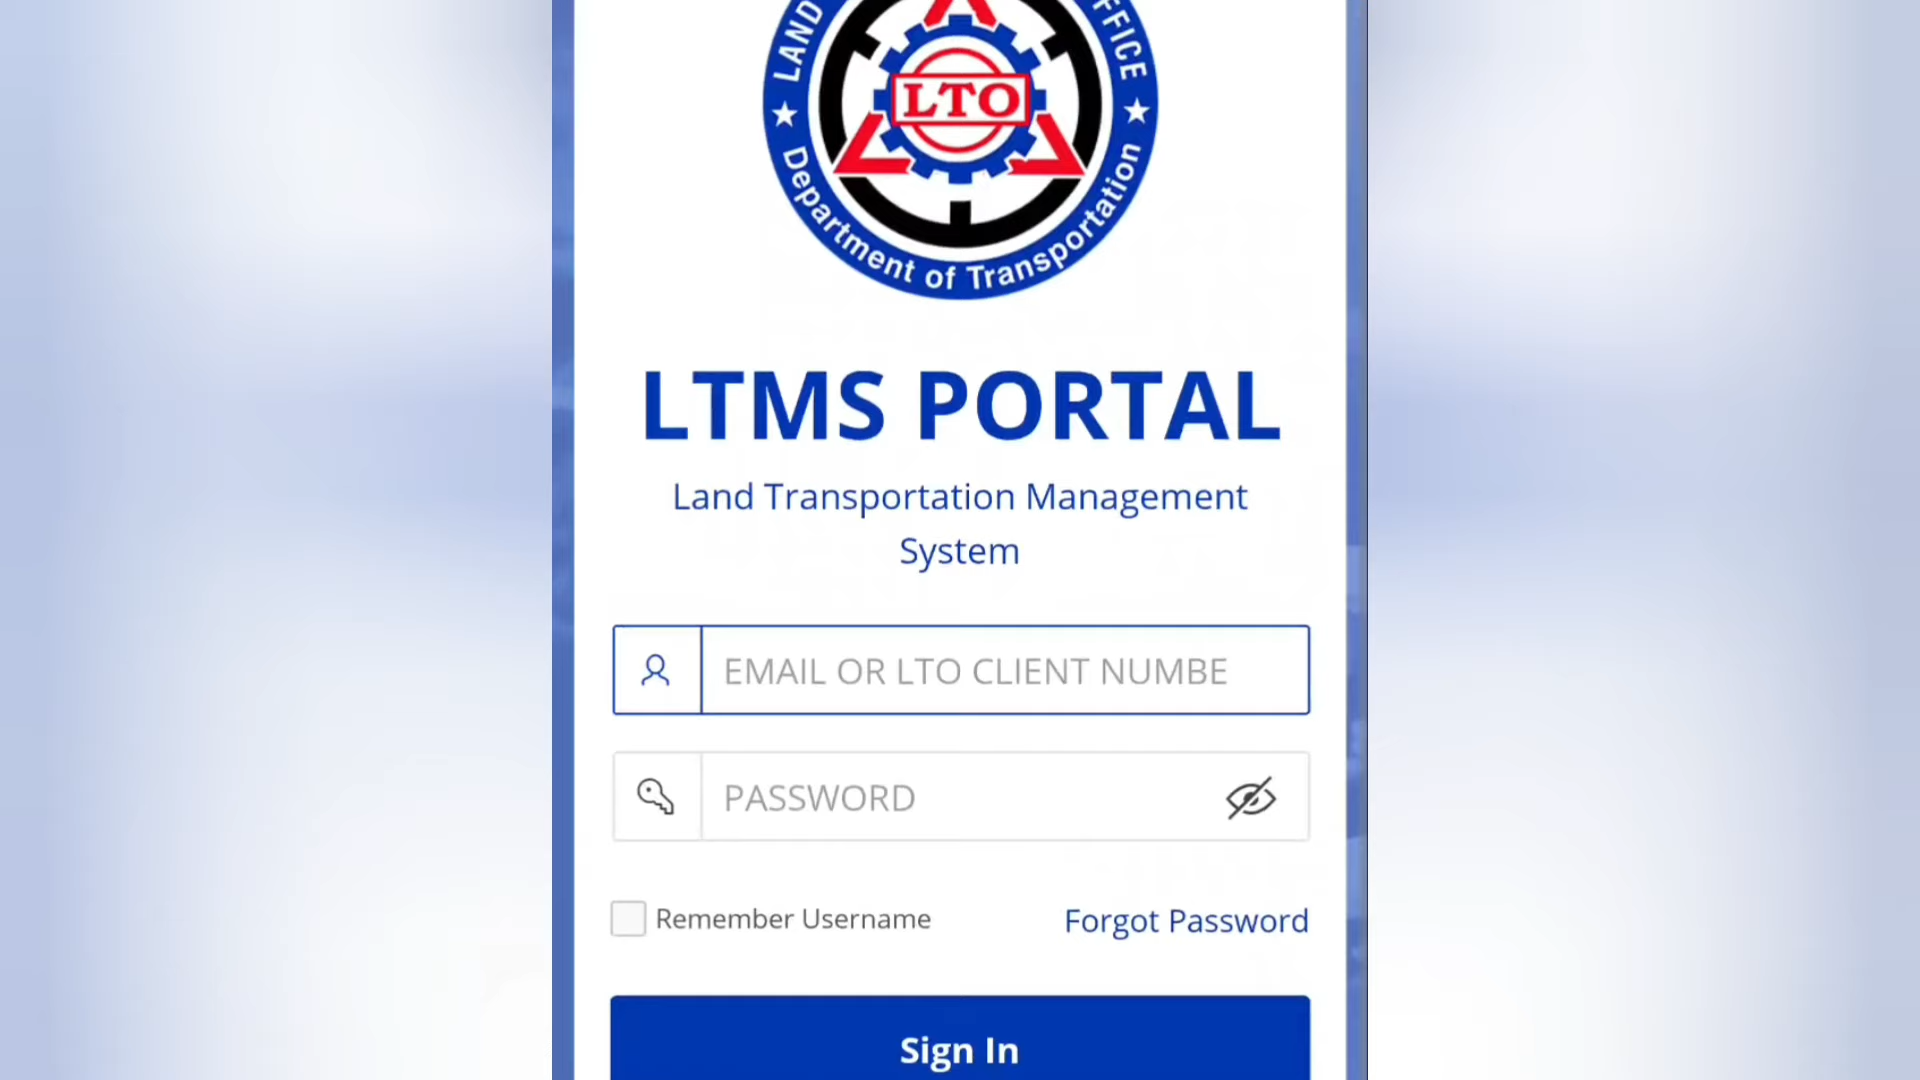 LAND
FFICE
LTO
Department of Transportation
LTMS PORTAL
Land Transportation Management
System
EMAIL OR LTO CLIENT NUMBE
PASSWORD
Remember Username
Forgot Password
Sign In